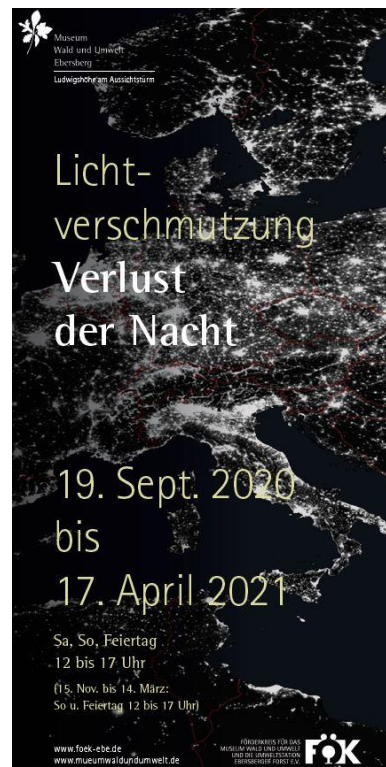 Museum
Wald und Umwelt
Ebersberg
Ludwigshöhe am Aussichtsturm
Licht-
verschmutzung
Verlust
der Nacht
19. Sept. 2020
bis
17. April 2021
Sa, So, Feiertag
12 bis 17 Uhr
(15. Nov. bis 14. März:
So u. Feiertag 12 bis 17 Uhr)
www.foek-ebe.de
www.mueumwaldundumwelt.de
FÖRDERKREIS FÜR DAS
MUSEUM WALD UND UMWELT
UND DIE UMWELTSTATION
EBERSBERGER FORST E.V.
FÖK